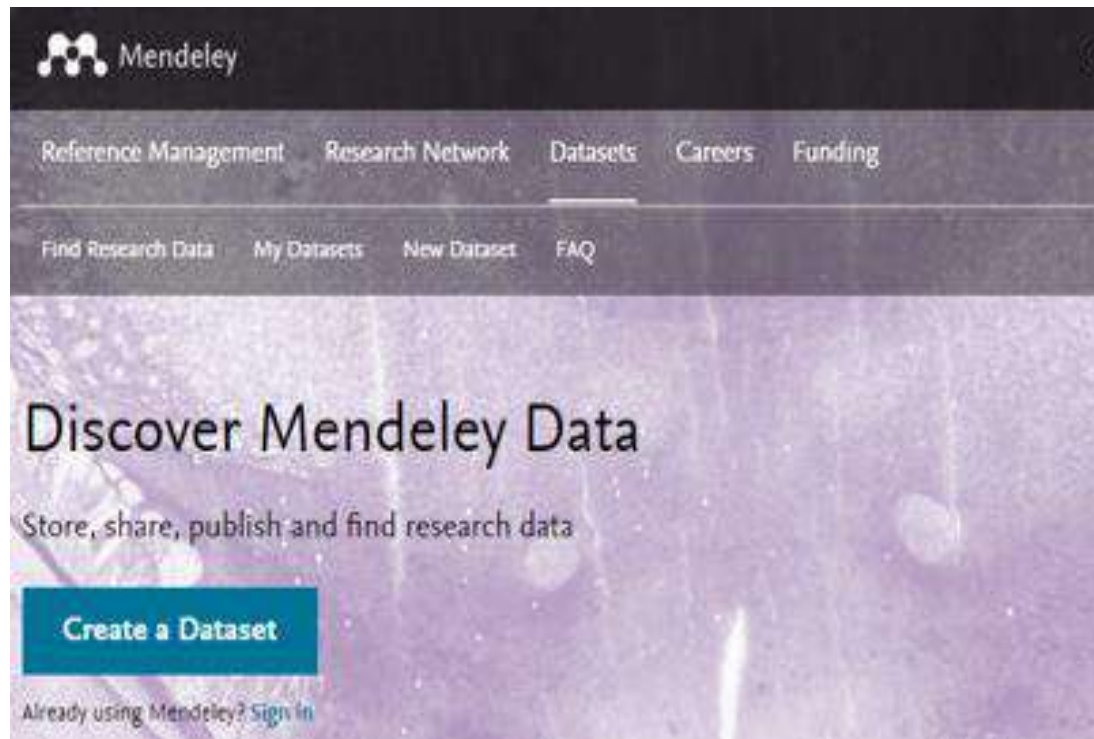 Mendeley
Reference Management Research Network Datasets Careers Funding
Find Research Data My Datasets New Dataset FAQ
Discover Mendeley Data
Store, share, publish and find research data
Create a Dataset
Already using Mendeley? Sign in